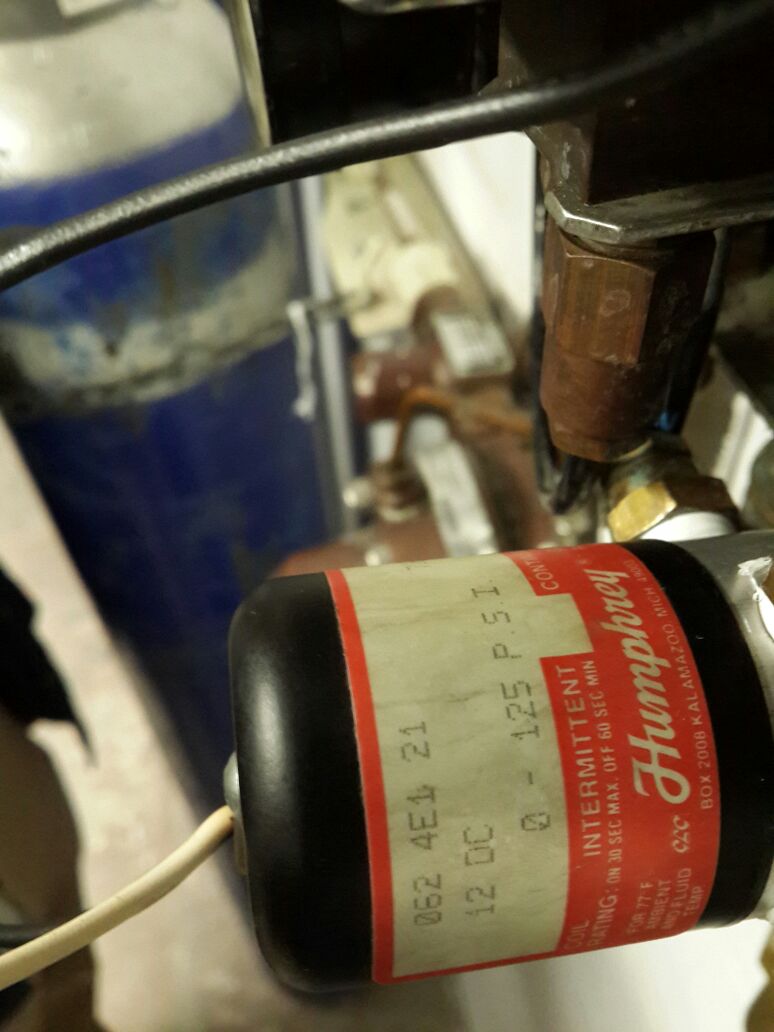 062 4E1 21
12 DC
0 - 125 P.S.I.
CONT
COIL INTERMITTENT
RATING: ON 30 SEC MAX. OFF 60 SEC MIN
FOR 77° F
AMBIENT
AND FLUID
TEMP
Humphrey
BOX 2008 KALAMAZOO, MICH